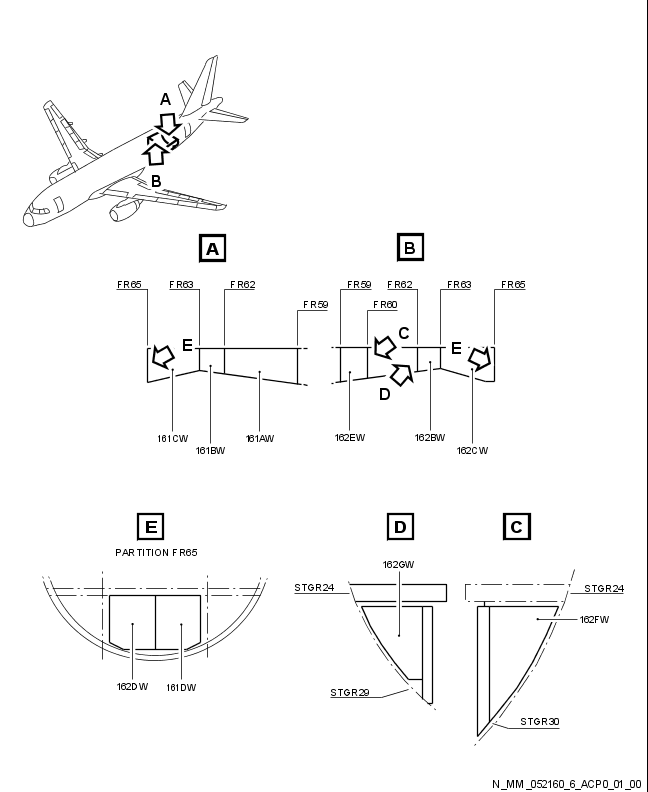 A
B
A
B
FR65
FR63
FR62
FR59
FR59
FR62
FR63
FR65
FR60
E
C
E
D
161CW
161BW
161AW
162EW
162BW
162CW
E
D
C
PARTITION FR65
162GW
STGR24
STGR24
162FW
162DW
161DW
STGR29
STGR30
N_MM_052160_6_ACP0_01_00